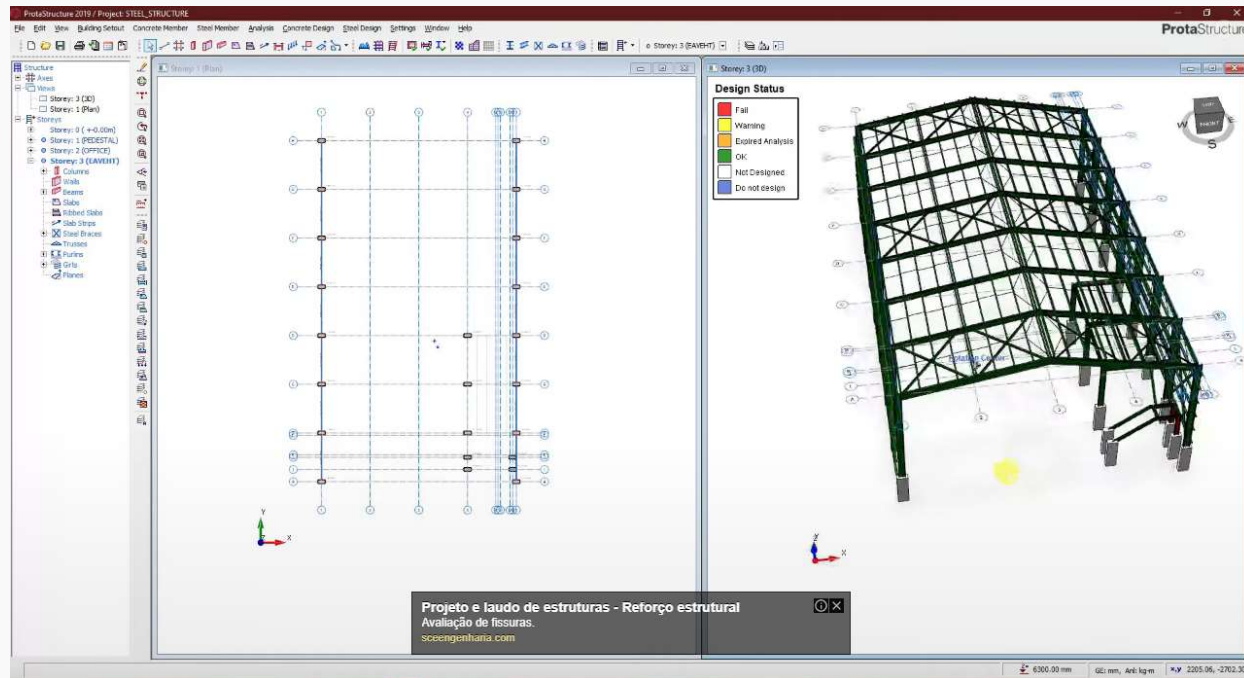 ProtaStructure 2019 / Project: STEEL_STRUCTURE
File Edit View Building Setout Concrete Member Steel Member Analysis Concrete Design Steel Design Settings Window Help
ProtaStructure
Storey: 3 (EAVEHT)
Structure
Axes
Views
Storey: 3 (3D)
Storey: 1 (Plan)
Storeys
Storey: 0 ( +-0.00m)
Storey: 1 (PEDESTAL)
Storey: 2 (OFFICE)
Storey: 3 (EAVEHT)
Columns
Walls
Beams
Slabs
Ribbed Slabs
Slab Strips
Steel Braces
Trusses
Purlins
Girts
Planes
Storey: 1 (Plan)
Y
X
Storey: 3 (3D)
Design Status
Fail
Warning
Expired Analysis
OK
Not Designed
Do not design
W
S
E
Rotation Center
Z
X
Projeto e laudo de estruturas - Reforço estrutural
Avaliação de fissuras.
sceengenharia.com
6300.00 mm
GE: mm, Anl: kg-m
x,y 2205.06, -2702.30